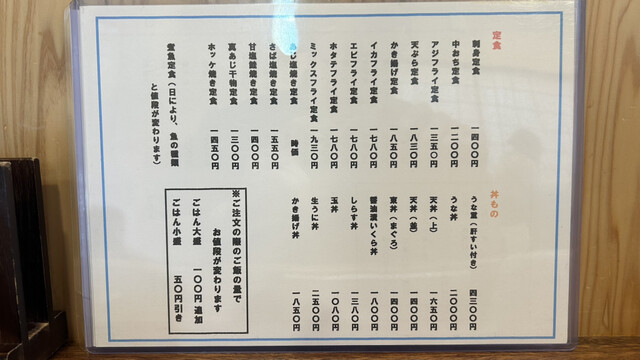 定食
刺身定食 一四〇〇円
中おち定食 一二〇〇円
アジフライ定食 一三五〇円
天ぷら定食 一八三〇円
かき揚げ定食 一八五〇円
イカフライ定食 一七八〇円
エビフライ定食 一七八〇円
ホタテフライ定食 一七八〇円
ミックスフライ定食 一九三〇円
あじ塩焼き定食 時価
さば塩焼き定食 一五五〇円
甘塩鮭焼き定食 一四〇〇円
真あじ干物定食 一三〇〇円
ホッケ焼き定食 一四五〇円
煮魚定食(日により、魚の種類
と値段が変わります)
丼もの
うな重(肝すい付き) 四三〇〇円
うな丼 二〇〇〇円
天丼(上) 一六五〇円
天丼(並) 一四〇〇円
東丼(まぐろ) 一四〇〇円
醤油漬いくら丼 一八〇〇円
しらす丼 一三八〇円
玉丼 一〇八〇円
生うに丼 二五〇〇円
かき揚げ丼 一八五〇円
※ご注文の際のご飯の量で
お値段が変わります
ごはん大盛 一〇〇円 追加
ごはん小盛 五〇円引き